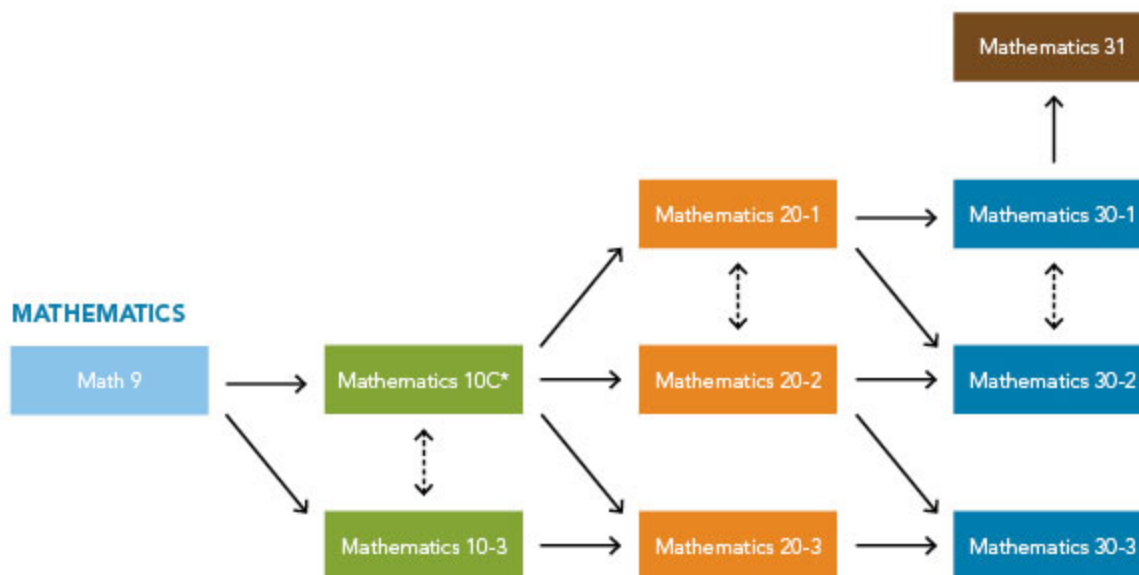 Mathematics 31
Mathematics 20-1
Mathematics 30-1
MATHEMATICS
Math 9
Mathematics 10C*
Mathematics 20-2
Mathematics 30-2
Mathematics 10-3
Mathematics 20-3
Mathematics 30-3